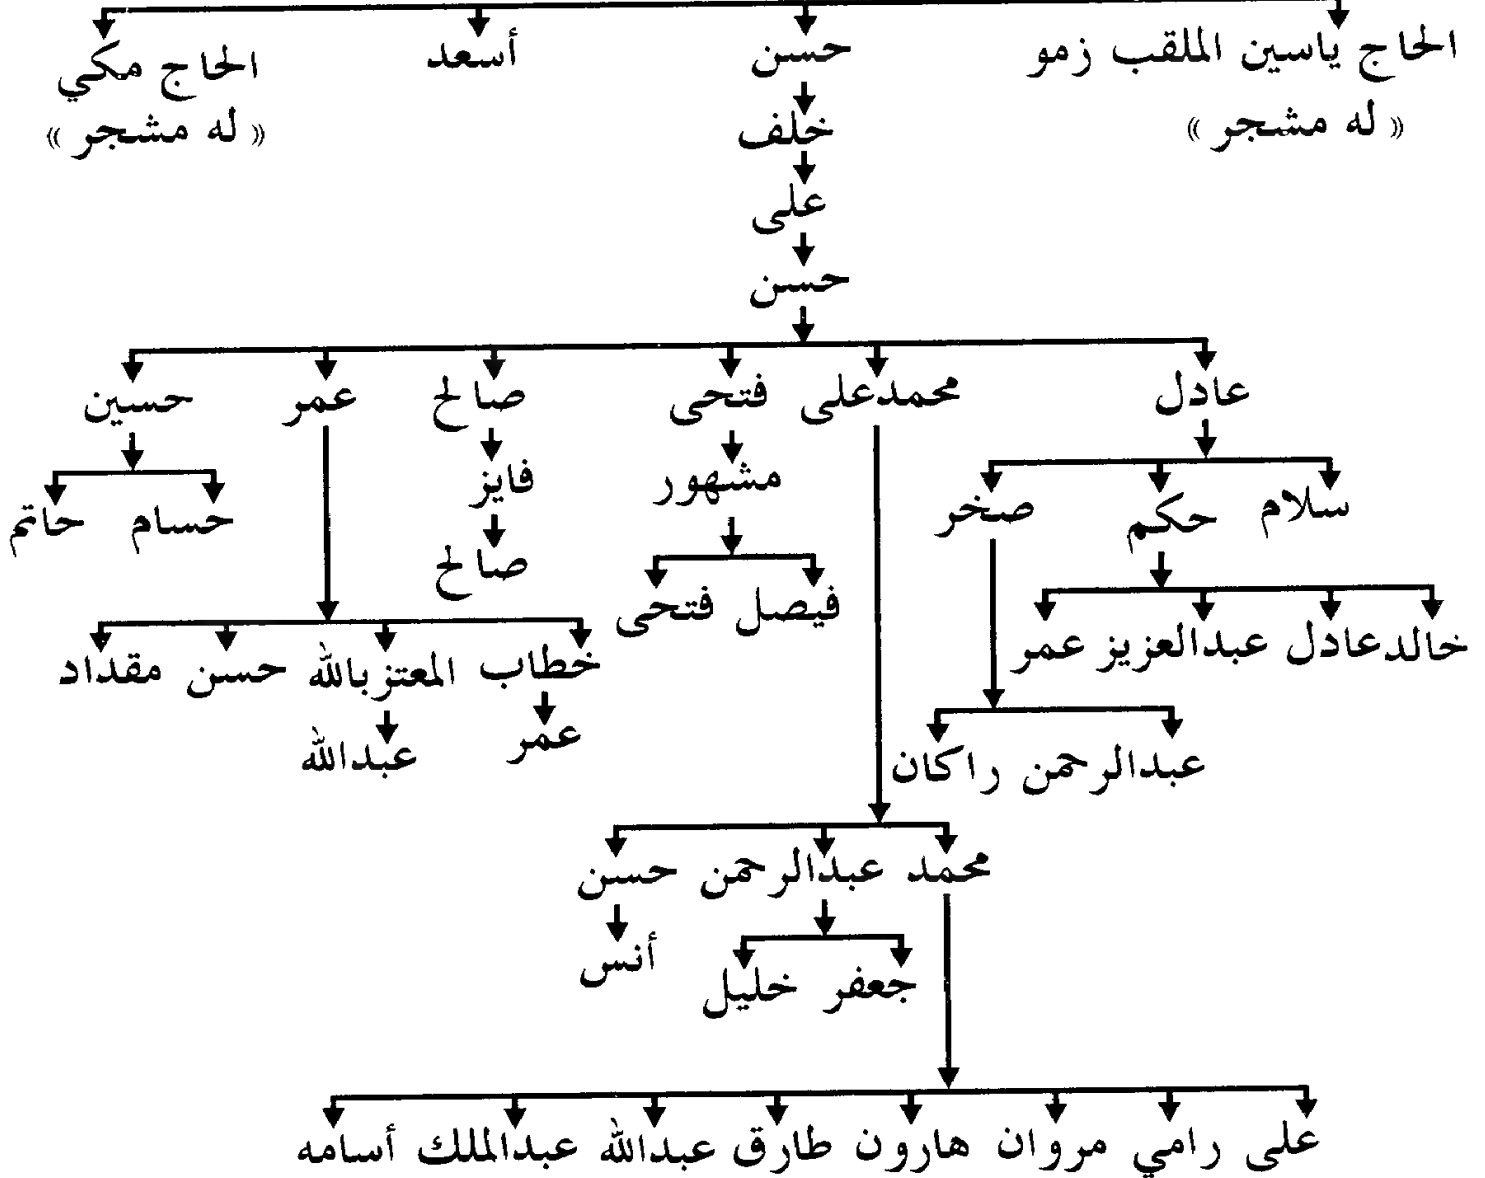 الحاج ياسين الملقب زمو حسن أسعد الحاج مكي
« له مشجر » خلف « له مشجر »
على
حسن
عادل محمدعلى فتحى صالح عمر حسين
سلام حكم صخر مشهور فايز حسام حاتم
خالد عادل عبدالعزيز عمر فيصل فتحى صالح
خطاب المعتزبالله حسن مقداد
عبدالرحمن راكان عمر عبدالله
محمد عبدالرحمن حسن
جعفر خليل أنس
على رامي مروان هارون طارق عبدالله عبدالملك أسامه